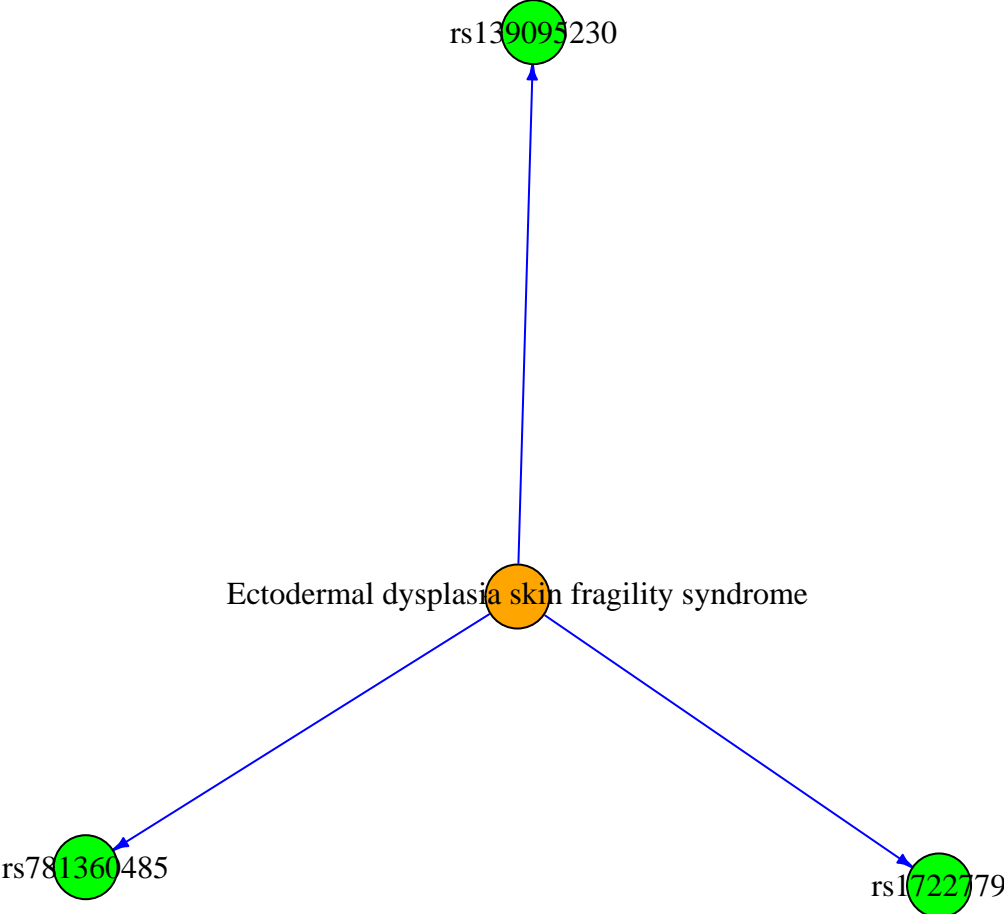 rs139095230
Ectodermal dysplasia skin fragility syndrome
rs781360485
rs1722779